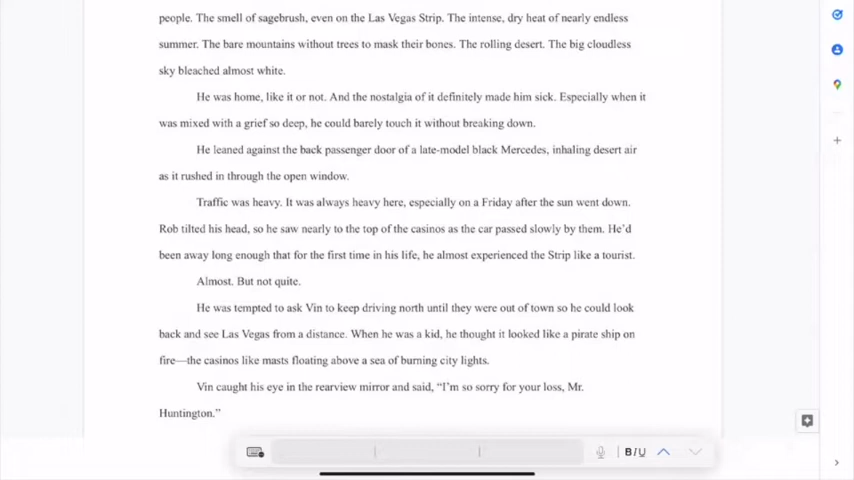 people. The smell of sagebrush, even on the Las Vegas Strip. The intense, dry heat of nearly endless
summer. The bare mountains without trees to mask their bones. The rolling desert. The big cloudless
sky bleached almost white.
He was home, like it or not. And the nostalgia of it definitely made him sick. Especially when it
was mixed with a grief so deep, he could barely touch it without breaking down.
He leaned against the back passenger door of a late-model black Mercedes, inhaling desert air
as it rushed in through the open window.
Traffic was heavy. It was always heavy here, especially on a Friday after the sun went down.
Rob tilted his head, so he saw nearly to the top of the casinos as the car passed slowly by them. He’d
been away long enough that for the first time in his life, he almost experienced the Strip like a tourist.
Almost. But not quite.
He was tempted to ask Vin to keep driving north until they were out of town so he could look
back and see Las Vegas from a distance. When he was a kid, he thought it looked like a pirate ship on
fire—the casinos like masts floating above a sea of burning city lights.
Vin caught his eye in the rearview mirror and said, “I’m so sorry for your loss, Mr.
Huntington.”
B I U